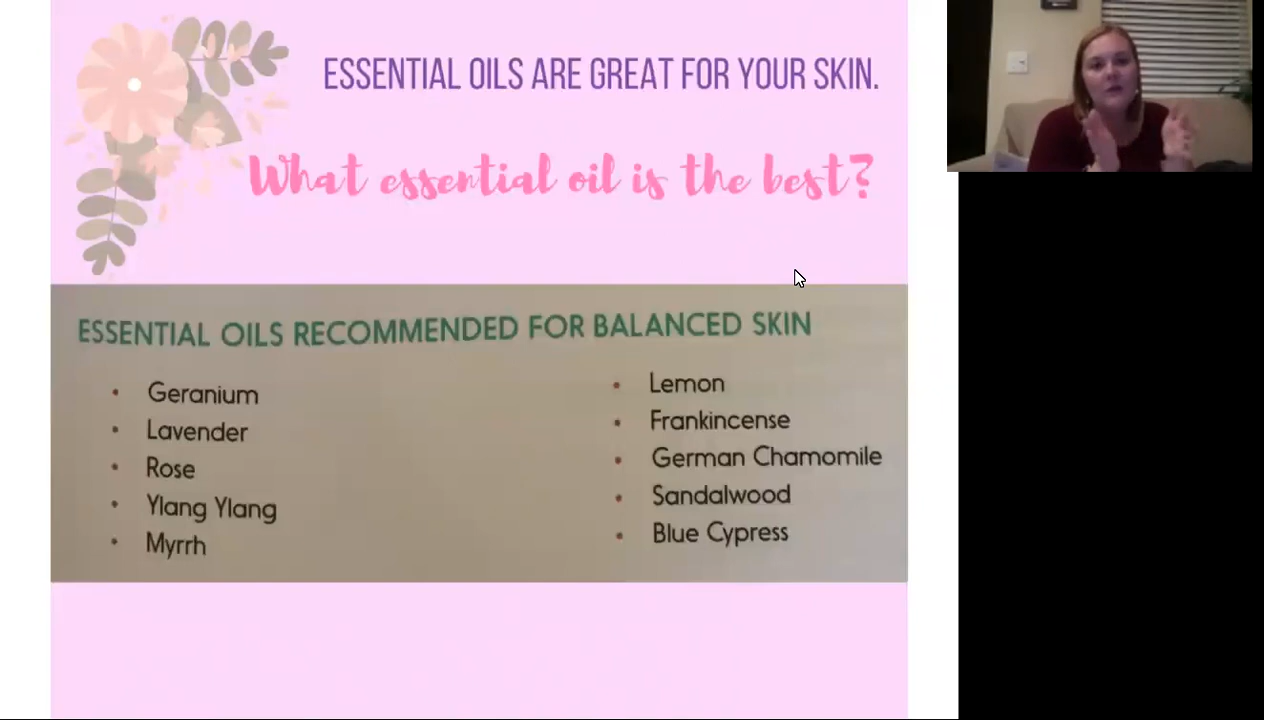 ESSENTIAL OILS ARE GREAT FOR YOUR SKIN.
What essential oil is the best?
ESSENTIAL OILS RECOMMENDED FOR BALANCED SKIN
Geranium
Lavender
Rose
Ylang Ylang
Myrrh
Lemon
Frankincense
German Chamomile
Sandalwood
Blue Cypress